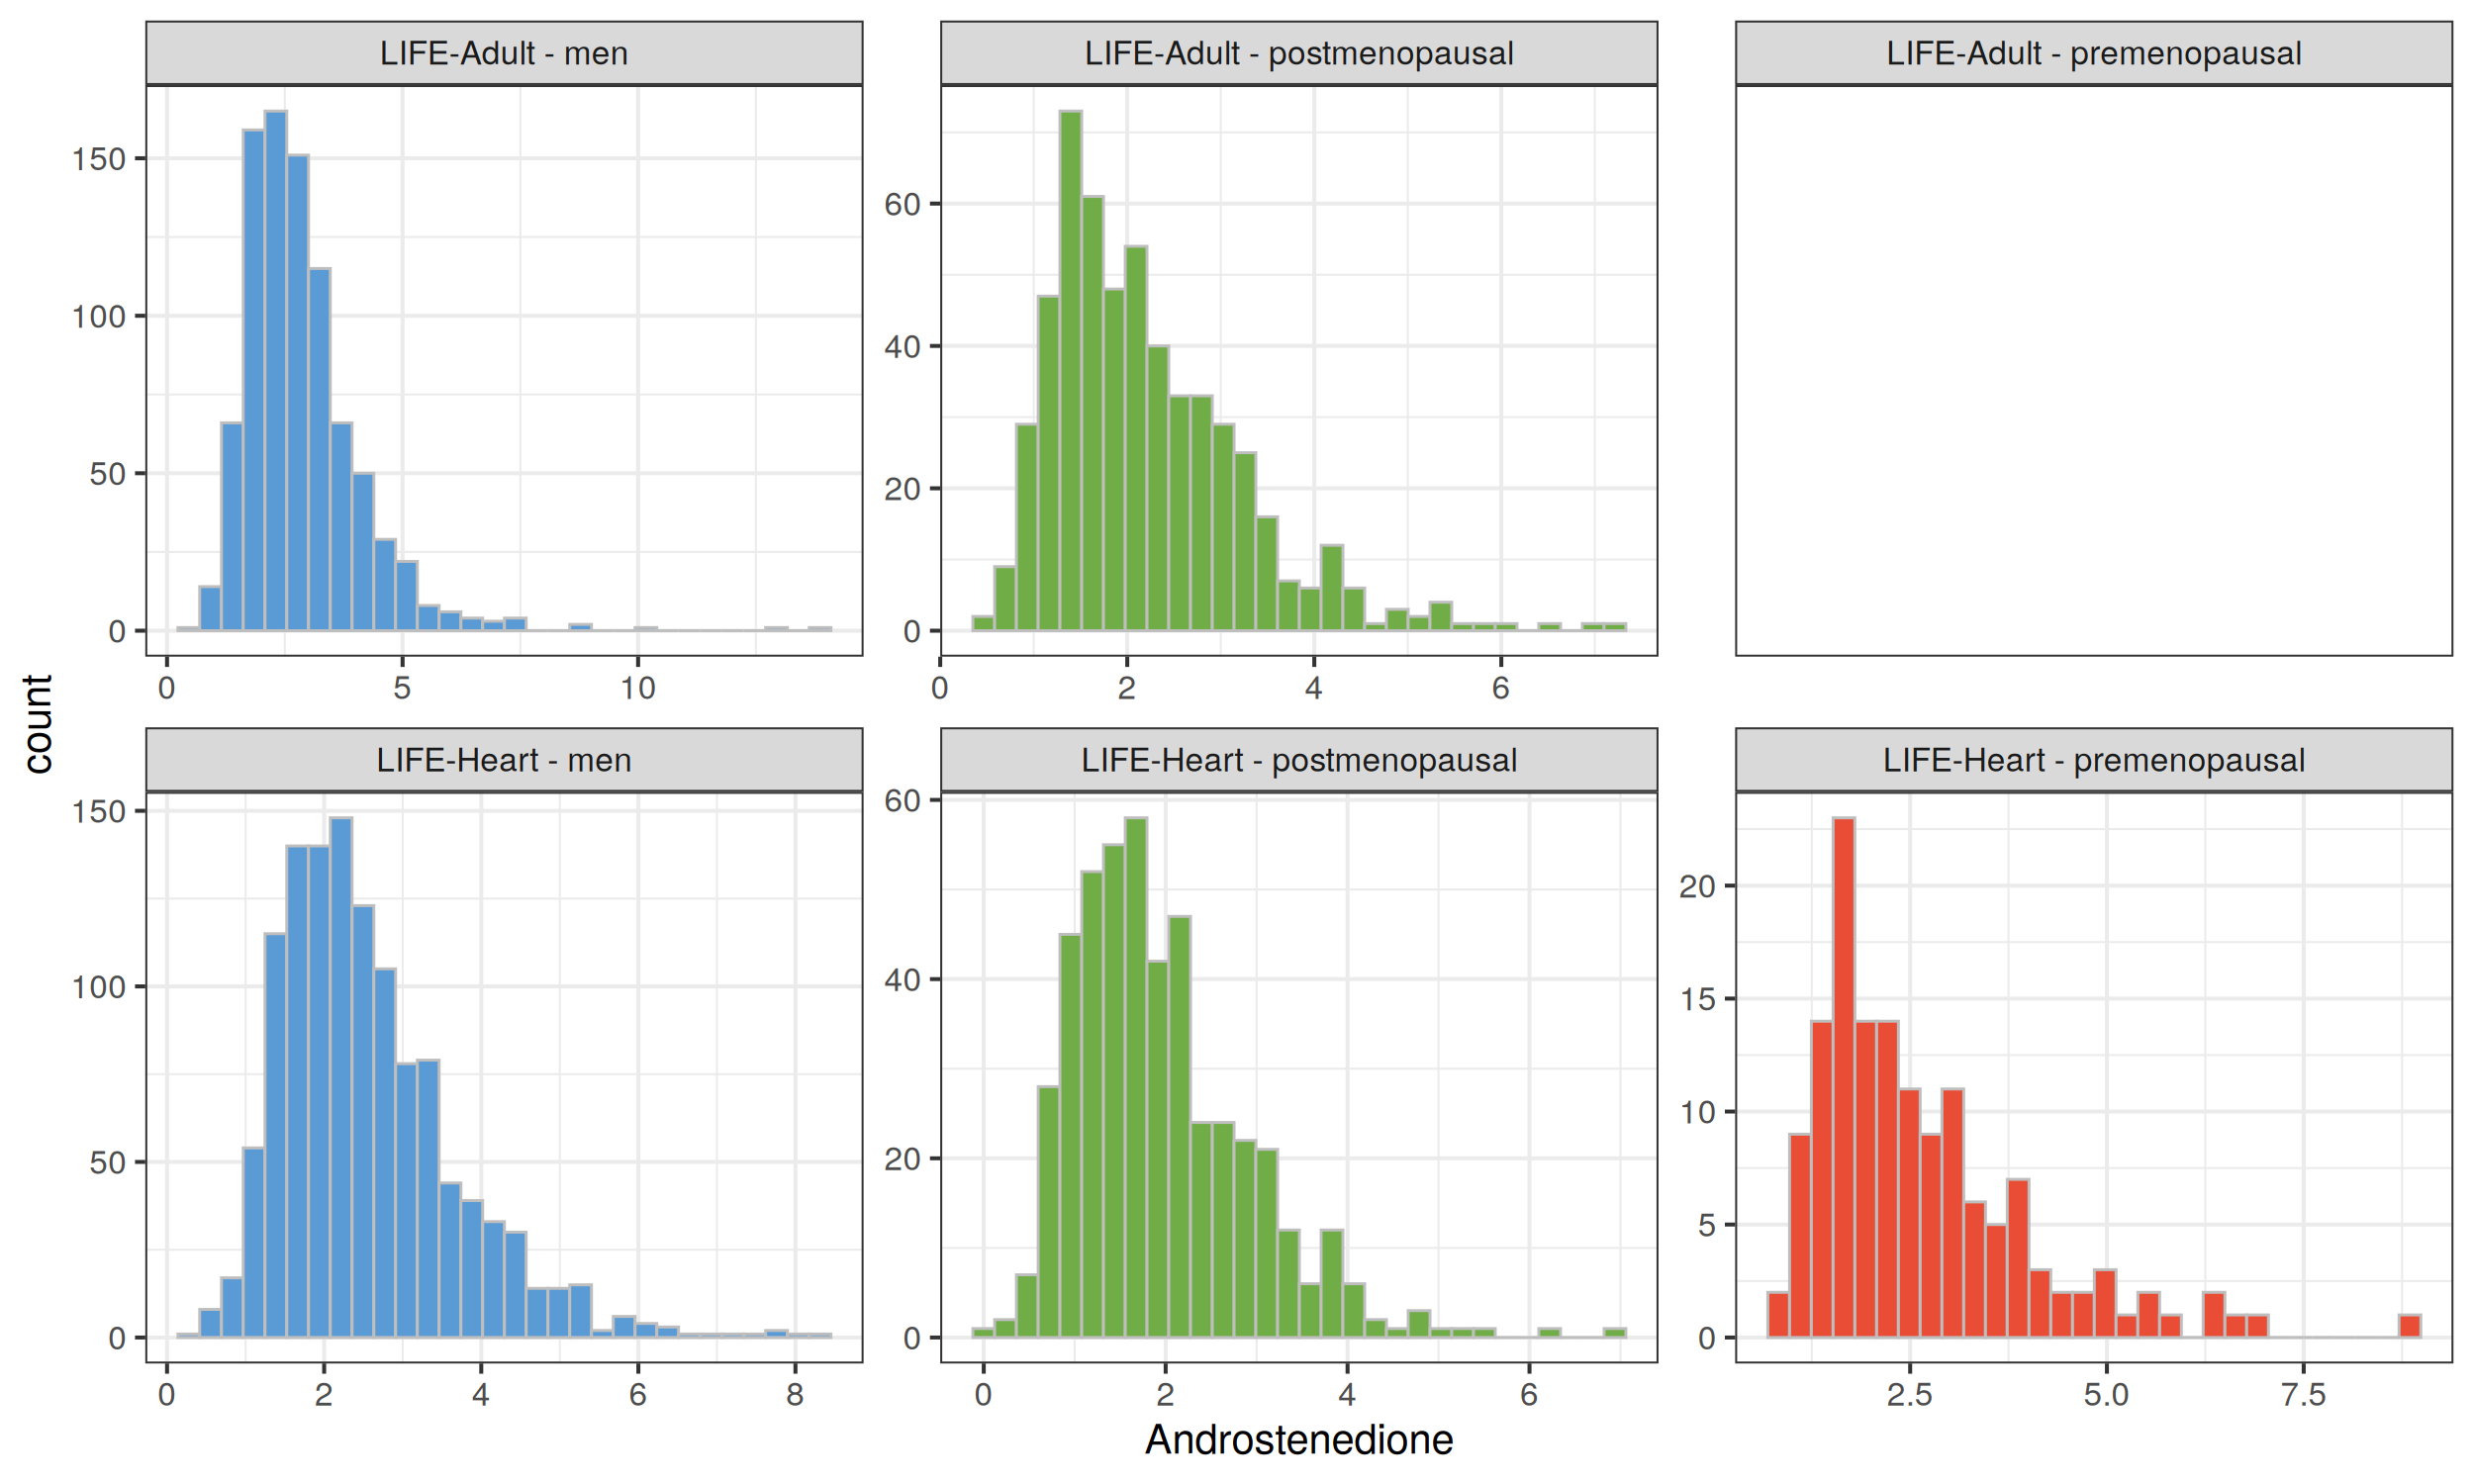 LIFE-Adult - men
LIFE-Adult - postmenopausal
LIFE-Adult - premenopausal
150
100
50
0
0 5 10
60
40
20
0
0 2 4 6
count
LIFE-Heart - men
LIFE-Heart - postmenopausal
LIFE-Heart - premenopausal
150
100
50
0
0 2 4 6 8
60
40
20
0
0 2 4 6
20
15
10
5
0
2.5 5.0 7.5
Androstenedione